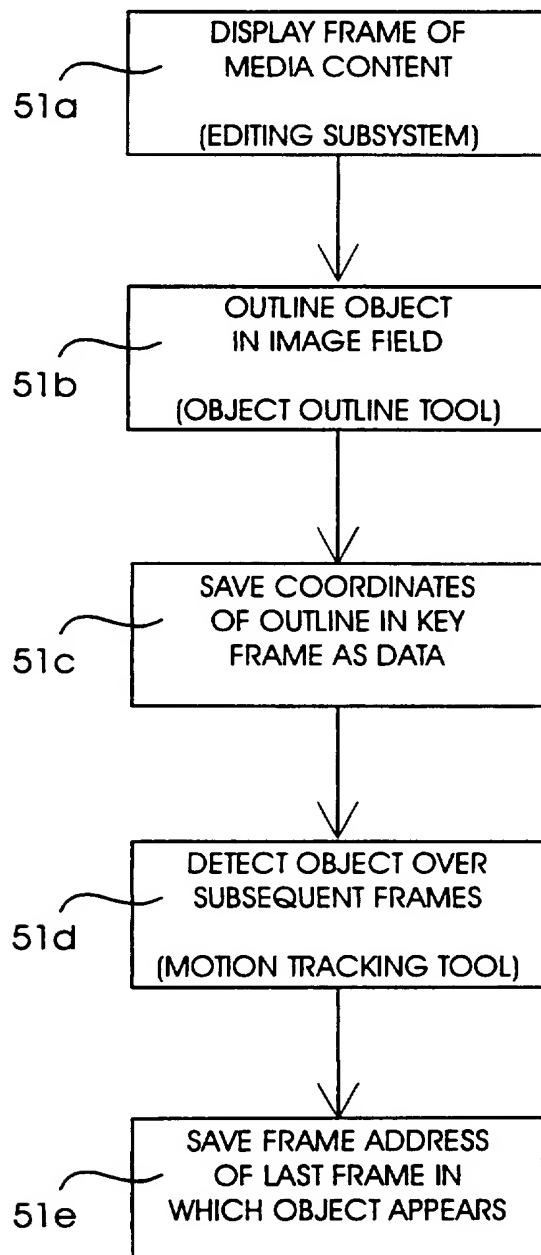 DISPLAY FRAME OF
MEDIA CONTENT
51a
(EDITING SUBSYSTEM)
OUTLINE OBJECT
IN IMAGE FIELD
51b
(OBJECT OUTLINE TOOL)
SAVE COORDINATES
OF OUTLINE IN KEY
FRAME AS DATA
51c
DETECT OBJECT OVER
SUBSEQUENT FRAMES
51d
(MOTION TRACKING TOOL)
SAVE FRAME ADDRESS
OF LAST FRAME IN
WHICH OBJECT APPEARS
51e